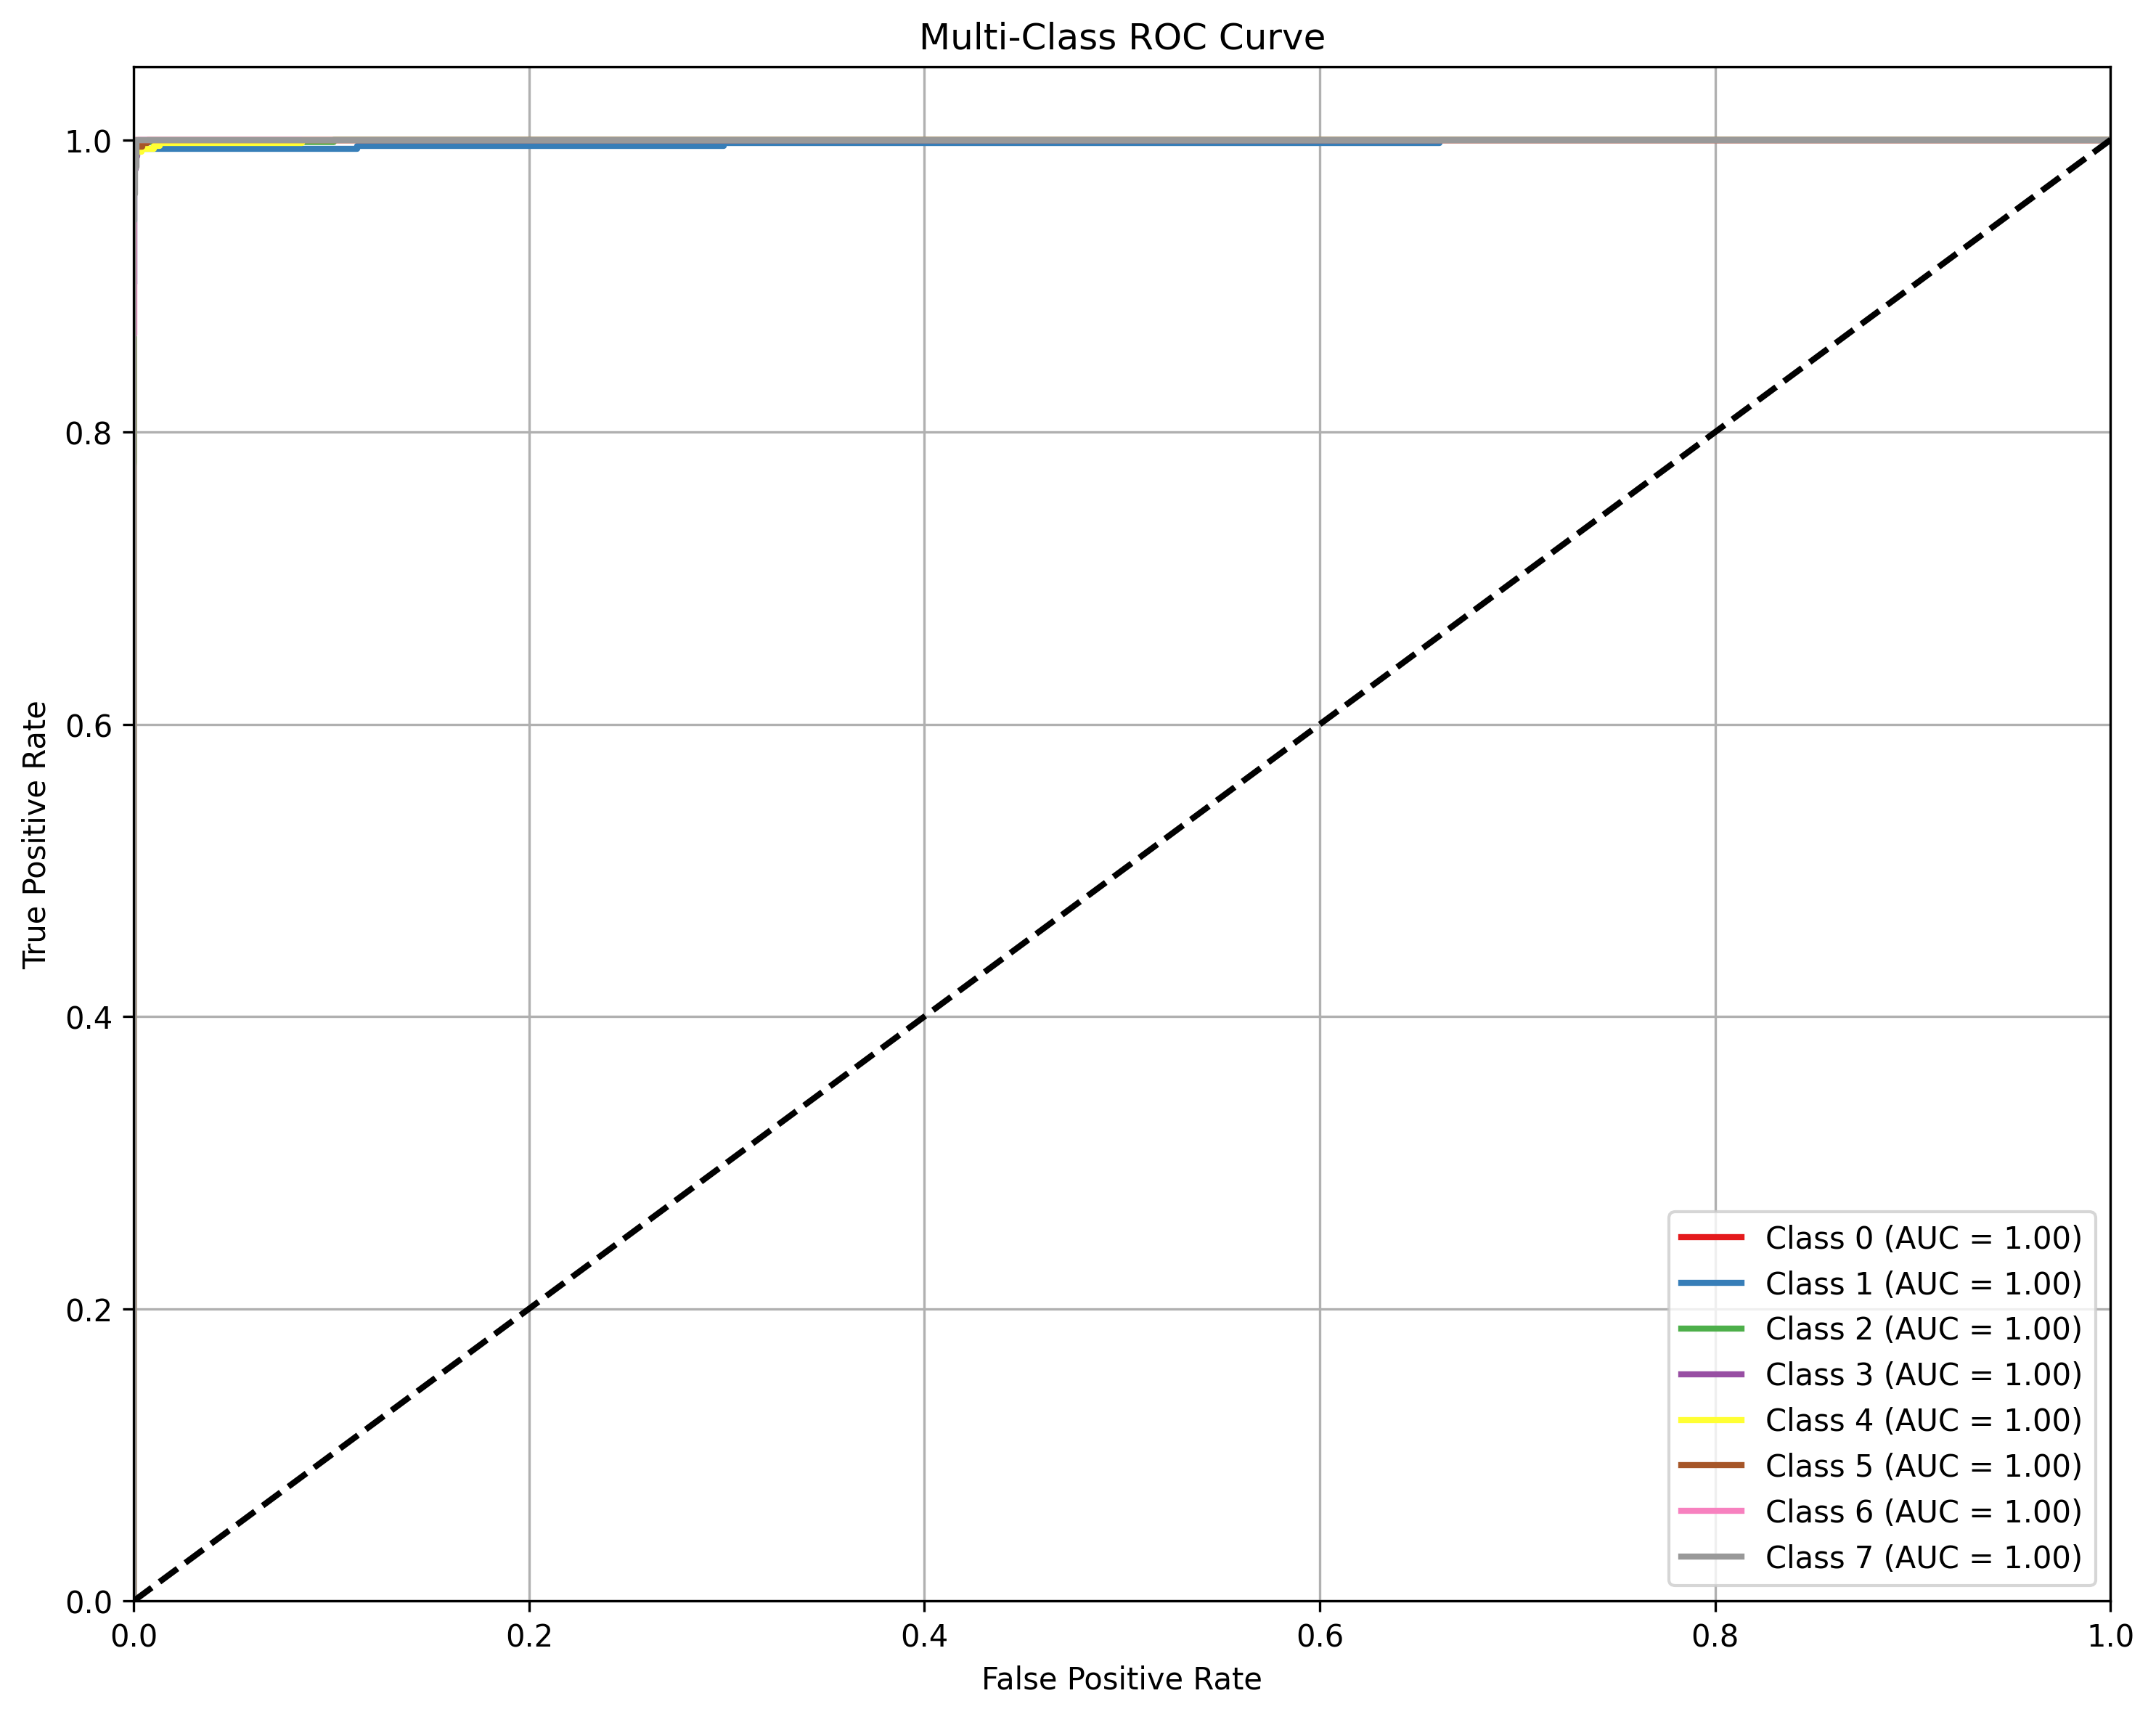 Multi-Class ROC Curve
True Positive Rate
1.0
0.8
0.6
0.4
0.2
0.0
Class 0 (AUC = 1.00)
Class 1 (AUC = 1.00)
Class 2 (AUC = 1.00)
Class 3 (AUC = 1.00)
Class 4 (AUC = 1.00)
Class 5 (AUC = 1.00)
Class 6 (AUC = 1.00)
Class 7 (AUC = 1.00)
0.0 0.2 0.4 0.6 0.8 1.0
False Positive Rate